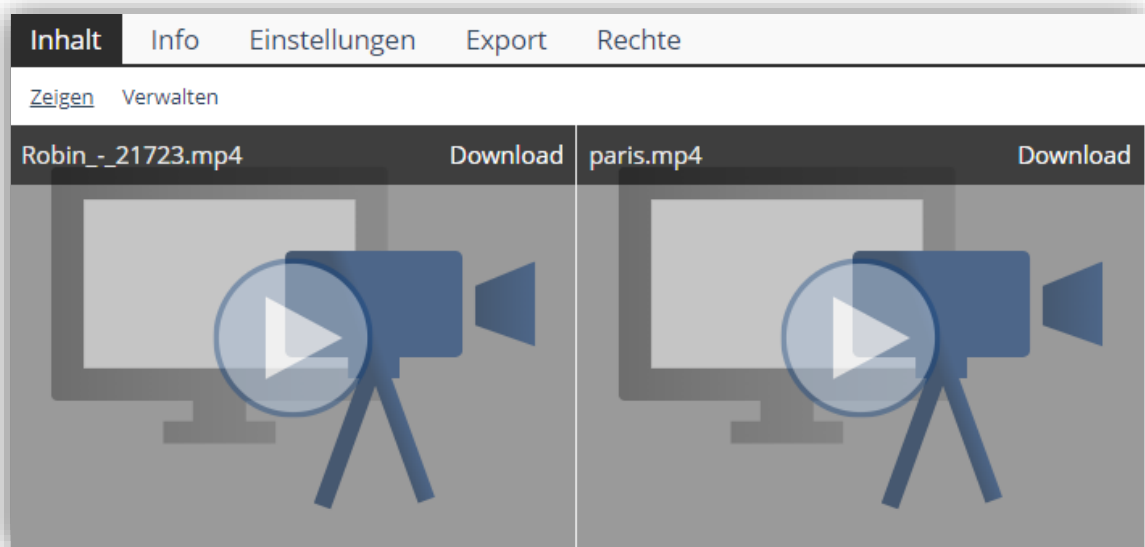 Inhalt Info Einstellungen Export Rechte
Zeigen Verwalten
Robin_-_21723.mp4 Download paris.mp4 Download